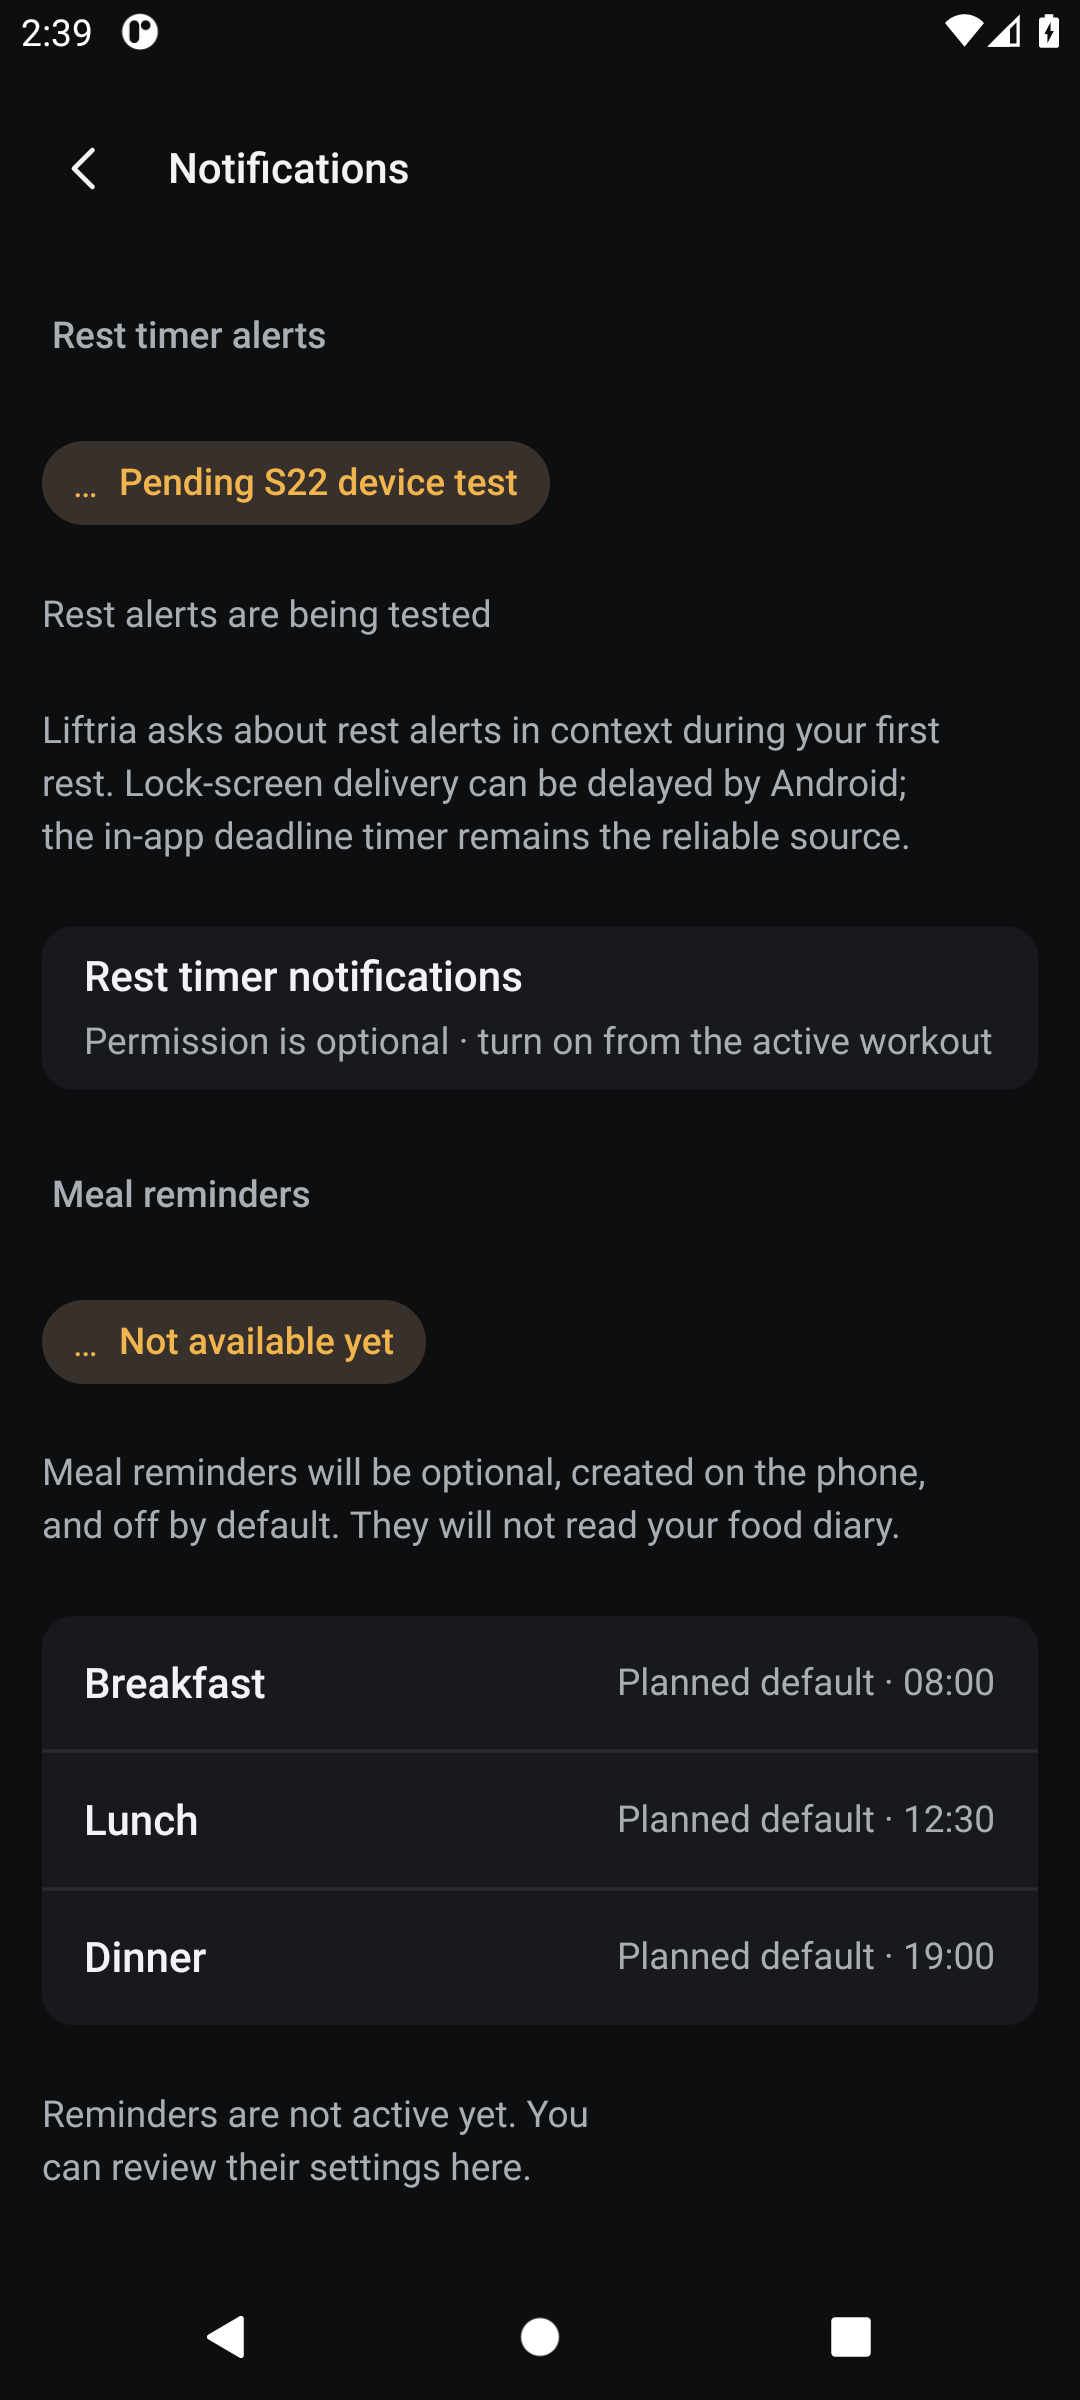 2:39
Notifications
Rest timer alerts
... Pending S22 device test
Rest alerts are being tested
Liftria asks about rest alerts in context during your first
rest. Lock-screen delivery can be delayed by Android;
the in-app deadline timer remains the reliable source.
Rest timer notifications
Permission is optional · turn on from the active workout
Meal reminders
... Not available yet
Meal reminders will be optional, created on the phone,
and off by default. They will not read your food diary.
Breakfast Planned default · 08:00
Lunch Planned default · 12:30
Dinner Planned default · 19:00
Reminders are not active yet. You
can review their settings here.